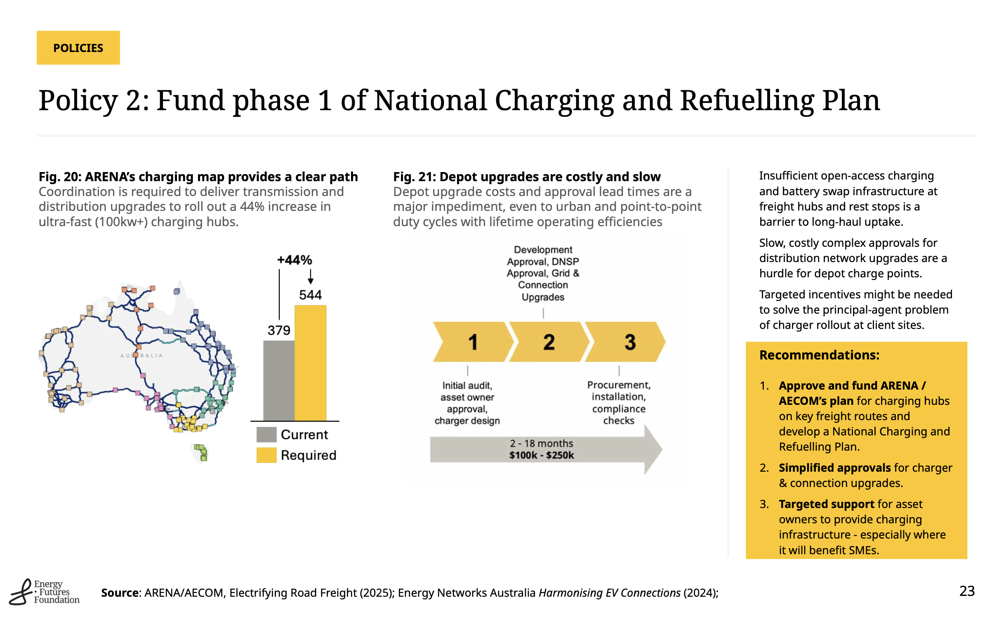 POLICIES
Policy 2: Fund phase 1 of National Charging and Refuelling Plan
Fig. 20: ARENA’s charging map provides a clear path
Coordination is required to deliver transmission and
distribution upgrades to roll out a 44% increase in
ultra-fast (100kw+) charging hubs.
+44%
544
379
AUSTRALIA
Current
Required
Fig. 21: Depot upgrades are costly and slow
Depot upgrade costs and approval lead times are a
major impediment, even to urban and point-to-point
duty cycles with lifetime operating efficiencies
Development
Approval, DNSP
Approval, Grid &
Connection
Upgrades
1
2
3
Initial audit,
asset owner
approval,
charger design
Procurement,
installation,
compliance
checks
2 - 18 months
$100k - $250k
Insufficient open-access charging
and battery swap infrastructure at
freight hubs and rest stops is a
barrier to long-haul uptake.
Slow, costly complex approvals for
distribution network upgrades are a
hurdle for depot charge points.
Targeted incentives might be needed
to solve the principal-agent problem
of charger rollout at client sites.
Recommendations:
1. Approve and fund ARENA /
AECOM’s plan for charging hubs
on key freight routes and
develop a National Charging and
Refuelling Plan.
2. Simplified approvals for charger
& connection upgrades.
3. Targeted support for asset
owners to provide charging
infrastructure - especially where
it will benefit SMEs.
Energy
Futures
Foundation
Source: ARENA/AECOM, Electrifying Road Freight (2025); Energy Networks Australia Harmonising EV Connections (2024);
23